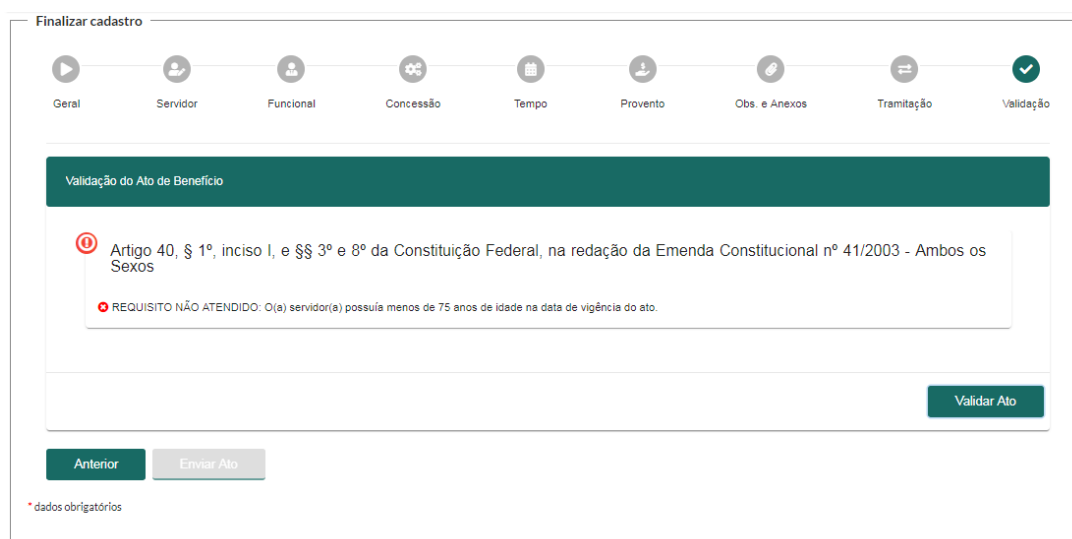 Finalizar cadastro
Geral
Servidor
Funcional
Concessão
Tempo
Provento
Obs. e Anexos
Tramitação
Validação
Validação do Ato de Benefício
Artigo 40, § 1º, inciso I, e §§ 3º e 8º da Constituição Federal, na redação da Emenda Constitucional nº 41/2003 - Ambos os
Sexos
REQUISITO NÃO ATENDIDO: O(a) servidor(a) possuía menos de 75 anos de idade na data de vigência do ato.
Validar Ato
Anterior
Enviar Ato
* dados obrigatórios